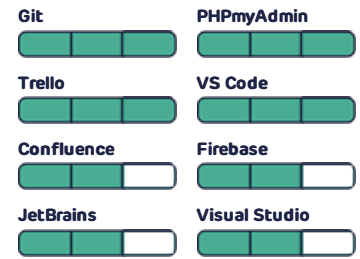 Git
PHPmyAdmin
Trello
VS Code
Confluence
Firebase
JetBrains
Visual Studio